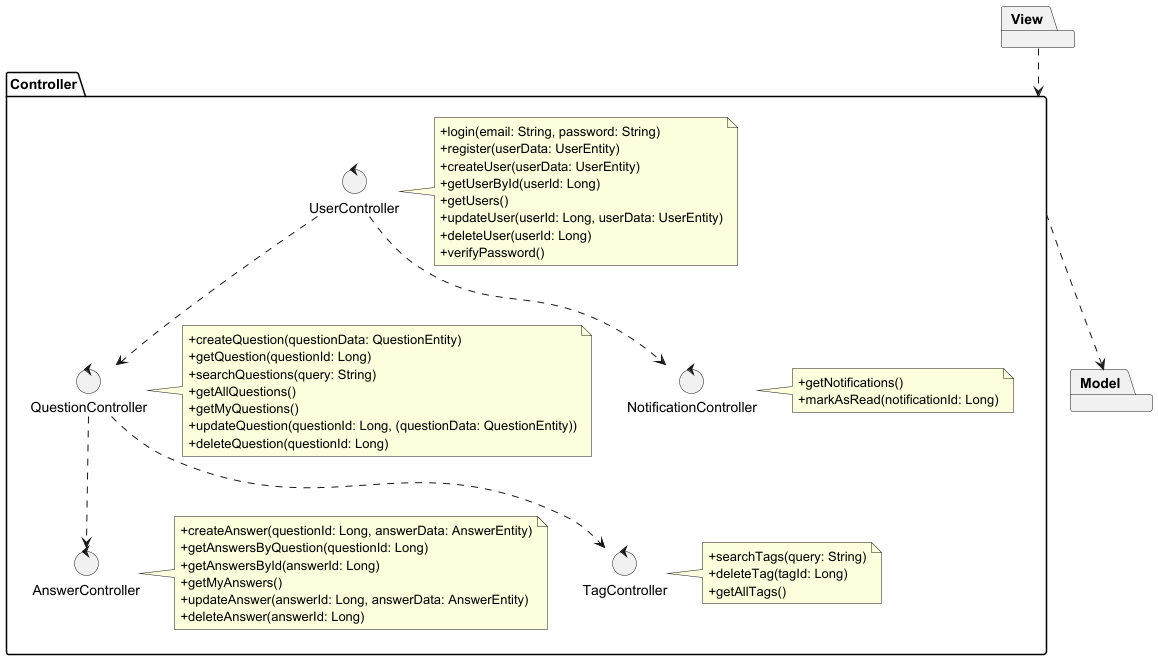 View
Controller
+login(email: String, password: String)
+register(userData: UserEntity)
+createUser(userData: UserEntity)
+getUserById(userId: Long)
+getUsers()
+updateUser(userId: Long, userData: UserEntity)
+deleteUser(userId: Long)
+verifyPassword()
UserController
+createQuestion(questionData: QuestionEntity)
+getQuestion(questionId: Long)
+searchQuestions(query: String)
+getAllQuestions()
+getMyQuestions()
+updateQuestion(questionId: Long, (questionData: QuestionEntity))
+deleteQuestion(questionId: Long)
QuestionController
NotificationController
+getNotifications()
+markAsRead(notificationId: Long)
Model
+createAnswer(questionId: Long, answerData: AnswerEntity)
+getAnswersByQuestion(questionId: Long)
+getAnswersById(answerId: Long)
+getMyAnswers()
+updateAnswer(answerId: Long, answerData: AnswerEntity)
+deleteAnswer(answerId: Long)
AnswerController
TagController
+searchTags(query: String)
+deleteTag(tagId: Long)
+getAllTags()